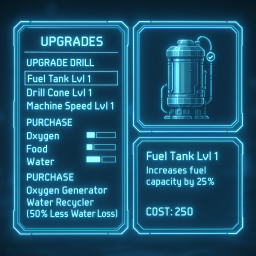 UPGRADES
UPGRADE DRILL
Fuel Tank Lvl 1
Drill Cone Lvl 1
Machine Speed Lvl 1
PURCHASE
Oxygen
Food
Water
PURCHASE
Oxygen Generator
Water Recycler
(50% Less Water Loss)
Fuel Tank Lvl 1
Increases fuel
capacity by 25%
COST: 250